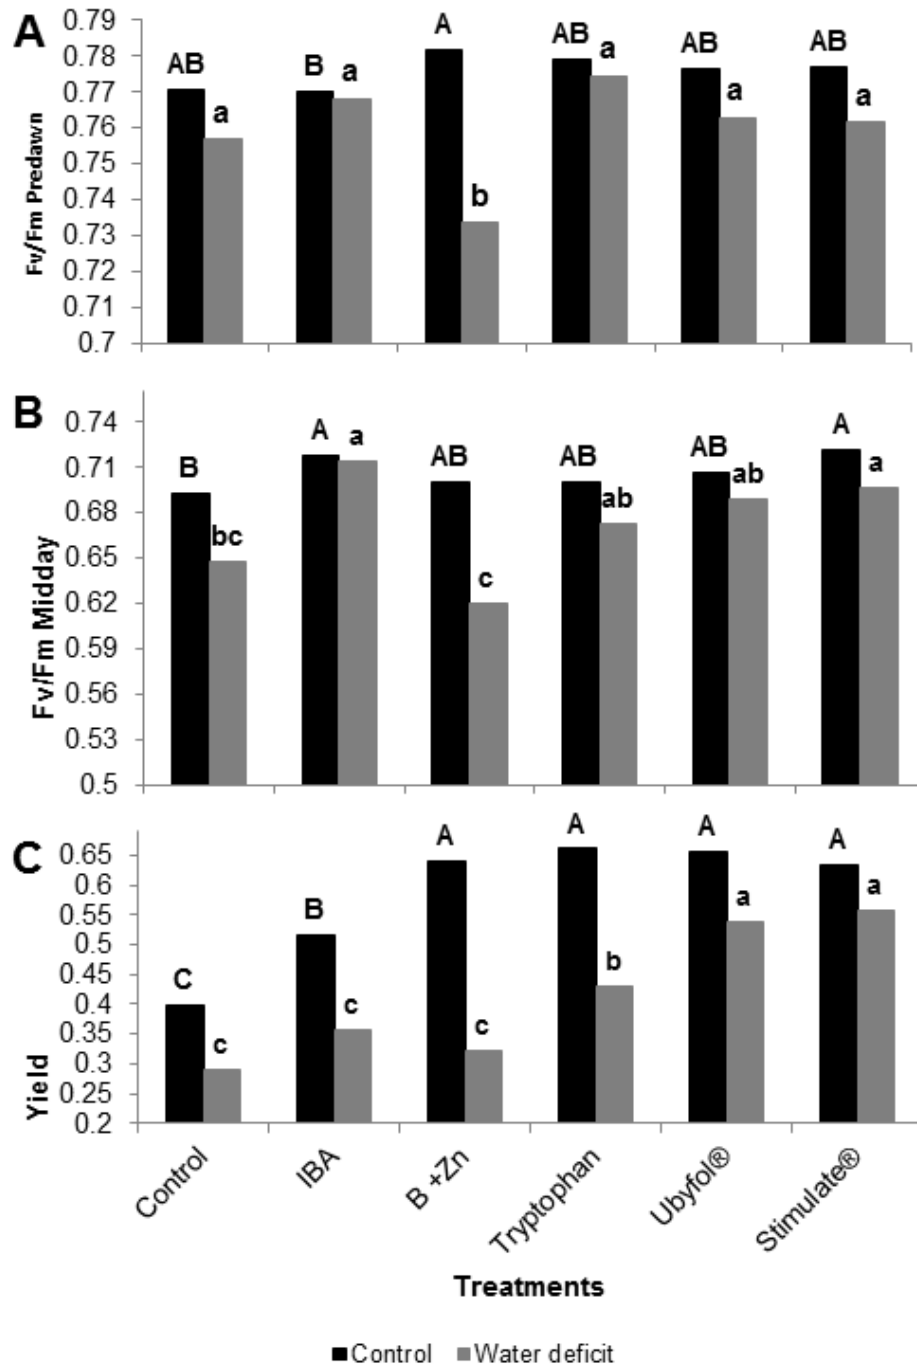 A
0.79
0.78
0.77
0.76
0.75
0.74
0.73
0.72
0.71
0.7
Fv/Fm Predawn
AB a B a A b AB a AB a AB a
B
0.74
0.71
0.68
0.65
0.62
0.59
0.56
0.53
0.5
Fv/Fm Midday
B bc A a AB c AB ab AB ab A a
C
0.65
0.6
0.55
0.5
0.45
0.4
0.35
0.3
0.25
0.2
Yield
C c B c A c A b A a A a
Control
IBA
B +Zn
Tryptophan
Ubyfol®
Stimulate®
Treatments
Control Water deficit